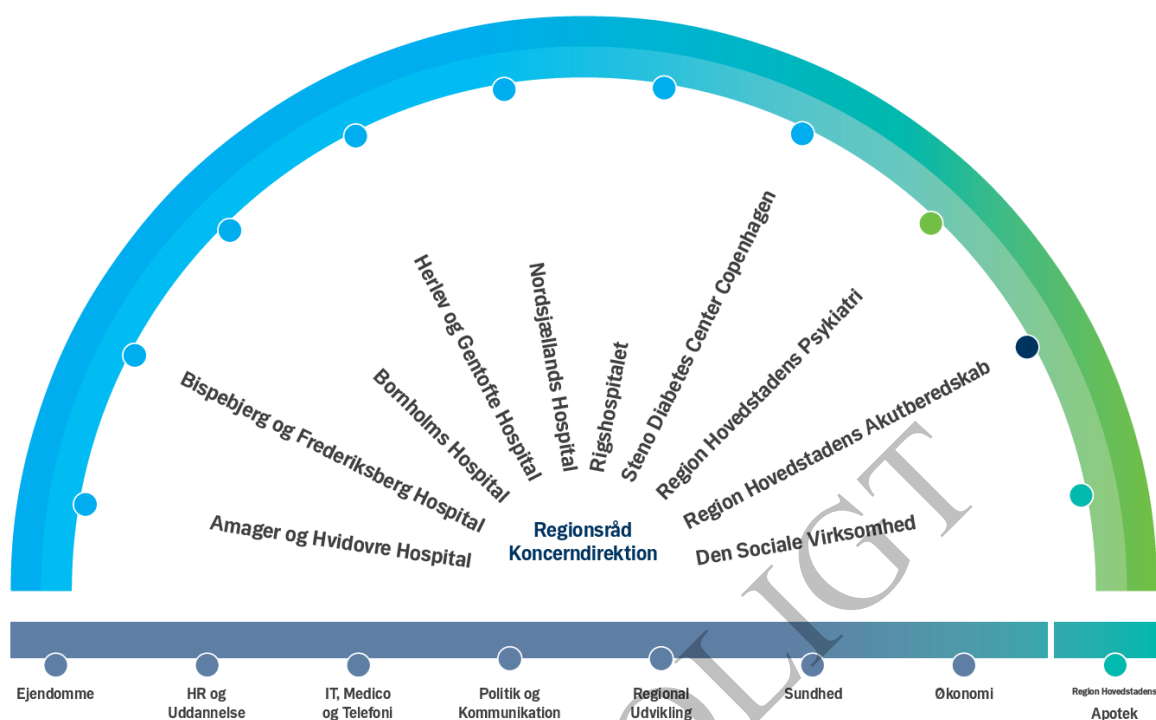 Amager og Hvidovre Hospital
Bispebjerg og Frederiksberg Hospital
Bornholms Hospital
Herlev og Gentofte Hospital
Nordsjællands Hospital
Rigshospitalet
Steno Diabetes Center Copenhagen
Region Hovedstadens Psykiatri
Region Hovedstadens Akutberedskab
Den Sociale Virksomhed
Regionsråd
Koncerndirektion
Ejendomme
HR og
Uddannelse
IT, Medico
og Telefoni
Politik og
Kommunikation
Regional
Udvikling
Sundhed
Økonomi
Region Hovedstadens
Apotek
OLIGT